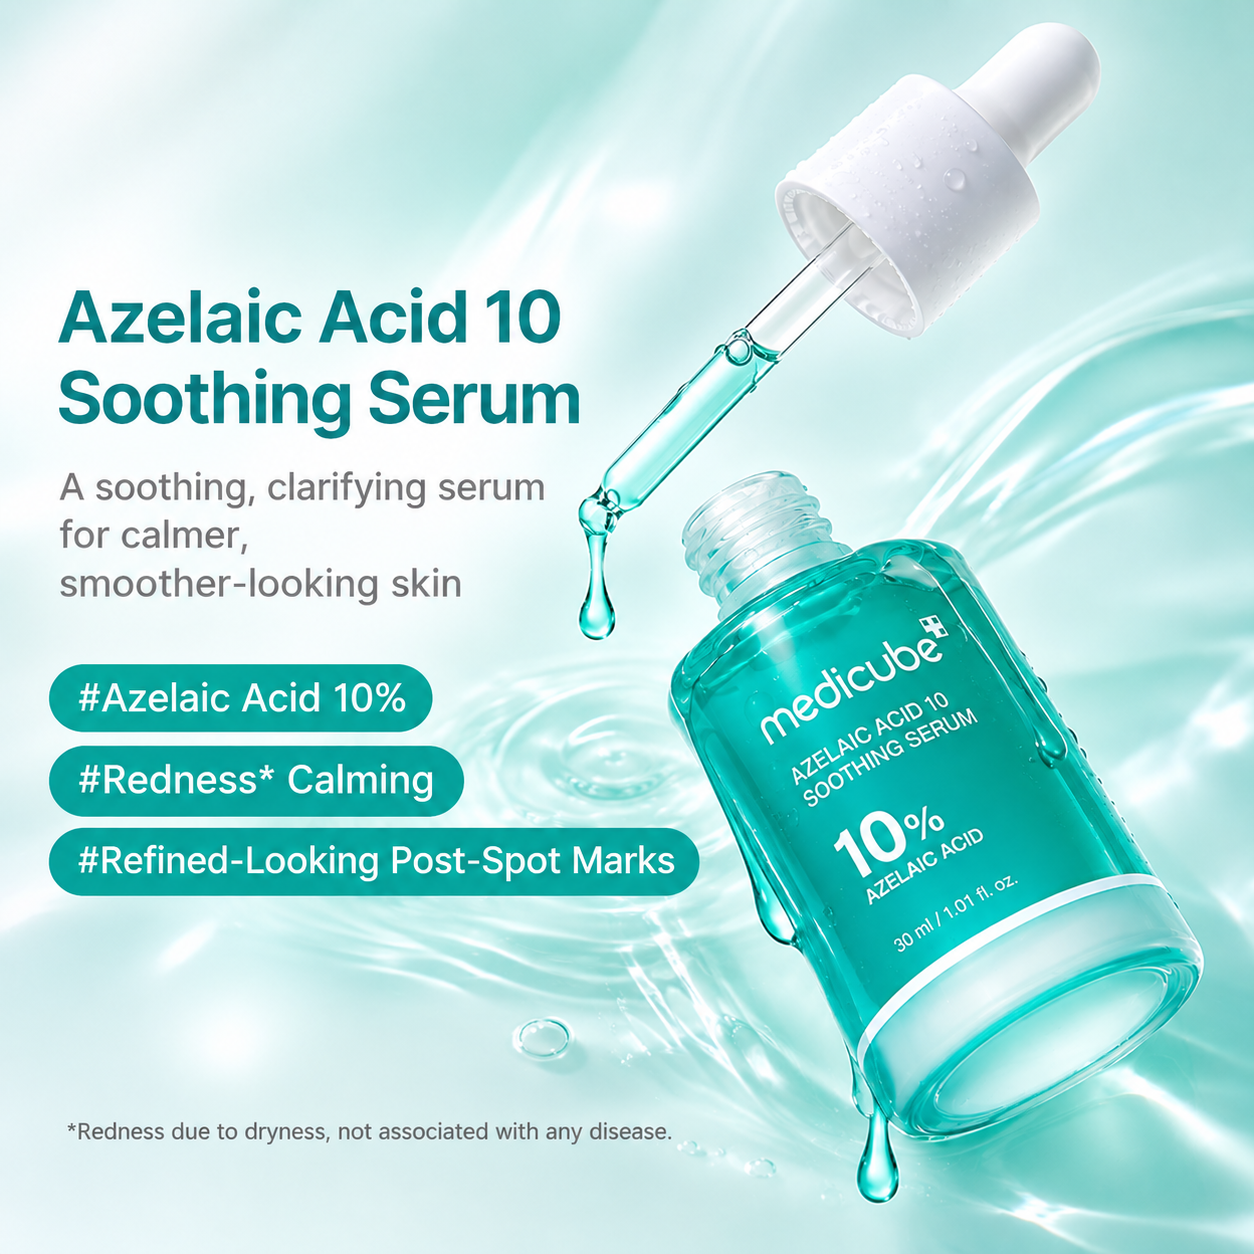 Azelaic Acid 10
Soothing Serum
A soothing, clarifying serum
for calmer,
smoother-looking skin
#Azelaic Acid 10%
#Redness* Calming
#Refined-Looking Post-Spot Marks
*Redness due to dryness, not associated with any disease.
medicube
AZELAIC ACID 10
SOOTHING SERUM
10%
AZELAIC ACID
30 ml / 1.01 fl. oz.